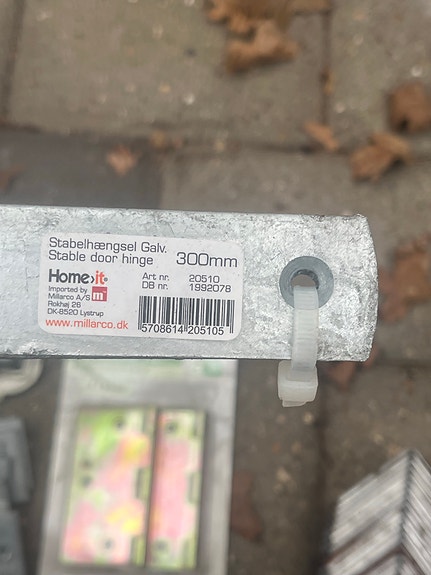 Stabelhængsel Galv.
Stable door hinge 300mm
Home>it®
Art nr. 20510
DB nr. 1992078
Imported by
Millarco A/S m
Rokhøj 26
DK-8520 Lystrup
www.millarco.dk
5708614 205105